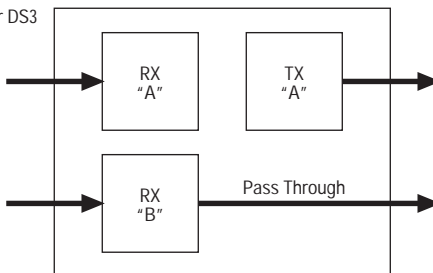 DS3
RX
"A"
TX
"A"
RX
"B"
Pass Through